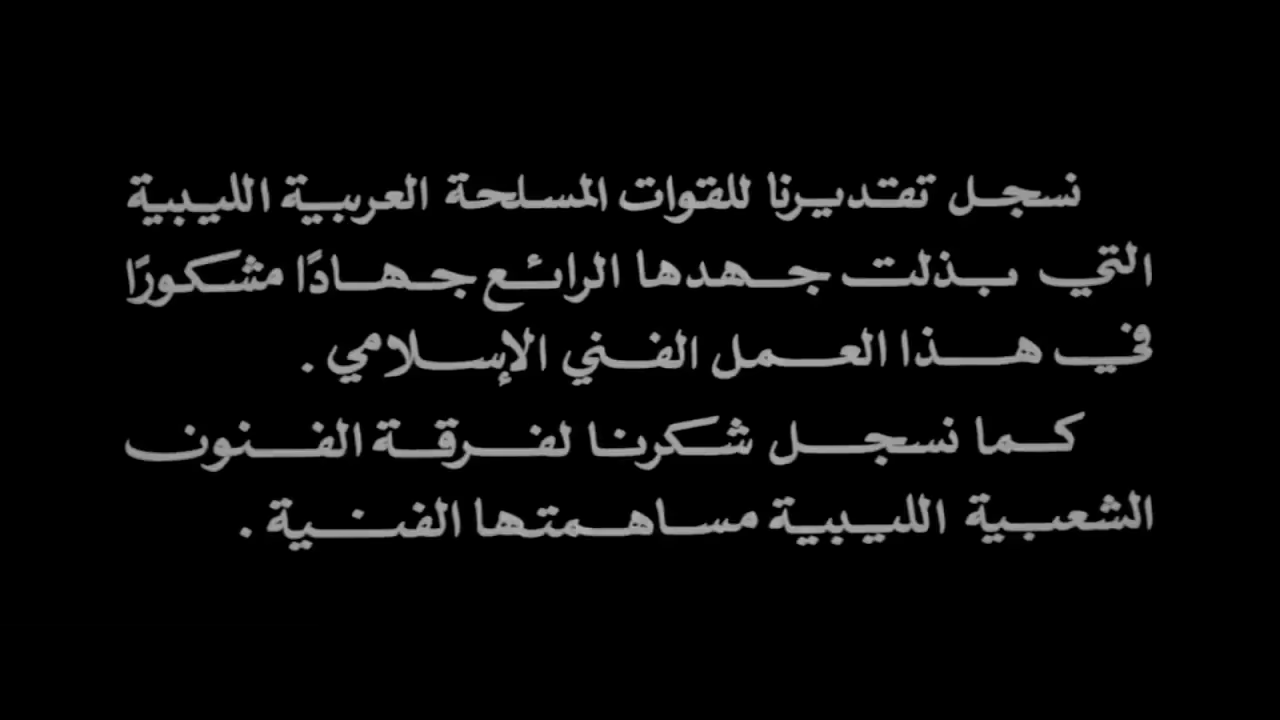 نسجل تقديرنا للقوات المسلحة العربية الليبية
التي بذلت جهدها الرائع جهادًا مشكورًا
في هذا العمل الفني الإسلامي .
كما نسجل شكرنا لفرقة الفنون
الشعبية الليبية مساهمتها الفنية .